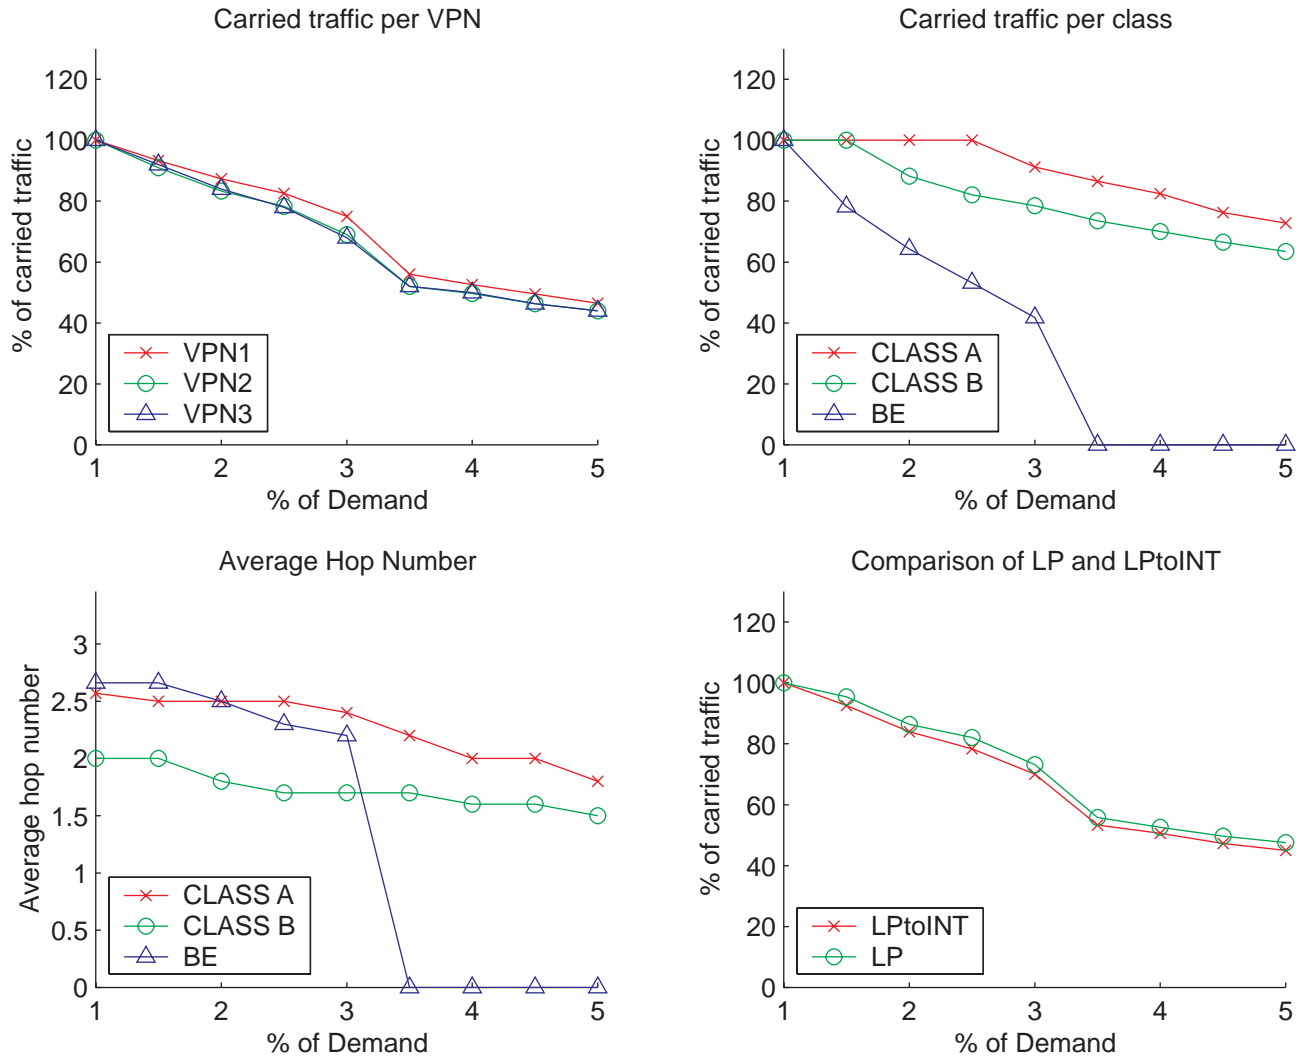 Carried traffic per VPN
120
100
80
60
40
20
0
% of carried traffic
VPN1
VPN2
VPN3
1 2 3 4 5
% of Demand
Carried traffic per class
120
100
80
60
40
20
0
% of carried traffic
CLASS A
CLASS B
BE
1 2 3 4 5
% of Demand
Average Hop Number
3
2.5
2
1.5
1
0.5
0
Average hop number
CLASS A
CLASS B
BE
1 2 3 4 5
% of Demand
Comparison of LP and LPtoINT
120
100
80
60
40
20
0
% of carried traffic
LPtoINT
LP
1 2 3 4 5
% of Demand